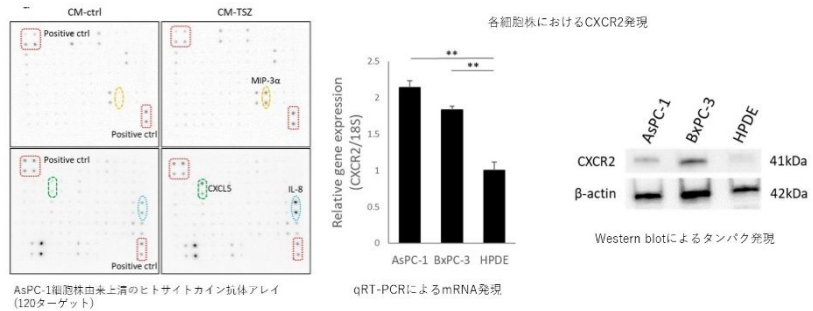 CM-ctrl
CM-TSZ
Positive ctrl
MIP-3α
Positive ctrl
Positive ctrl
Positive ctrl
CXCL5
IL-8
Positive ctrl
AsPC-1細胞株由来上清のヒトサイトカイン抗体アレイ
(120ターゲット)
各細胞株におけるCXCR2発現
Relative gene expression
(CXCR2/18S)
2.5
2
1.5
1
0.5
0
**
**
AsPC-1 BxPC-3 HPDE
qRT-PCRによるmRNA発現
AsPC-1
BxPC-3
HPDE
CXCR2
41kDa
β-actin
42kDa
Western blotによるタンパク発現